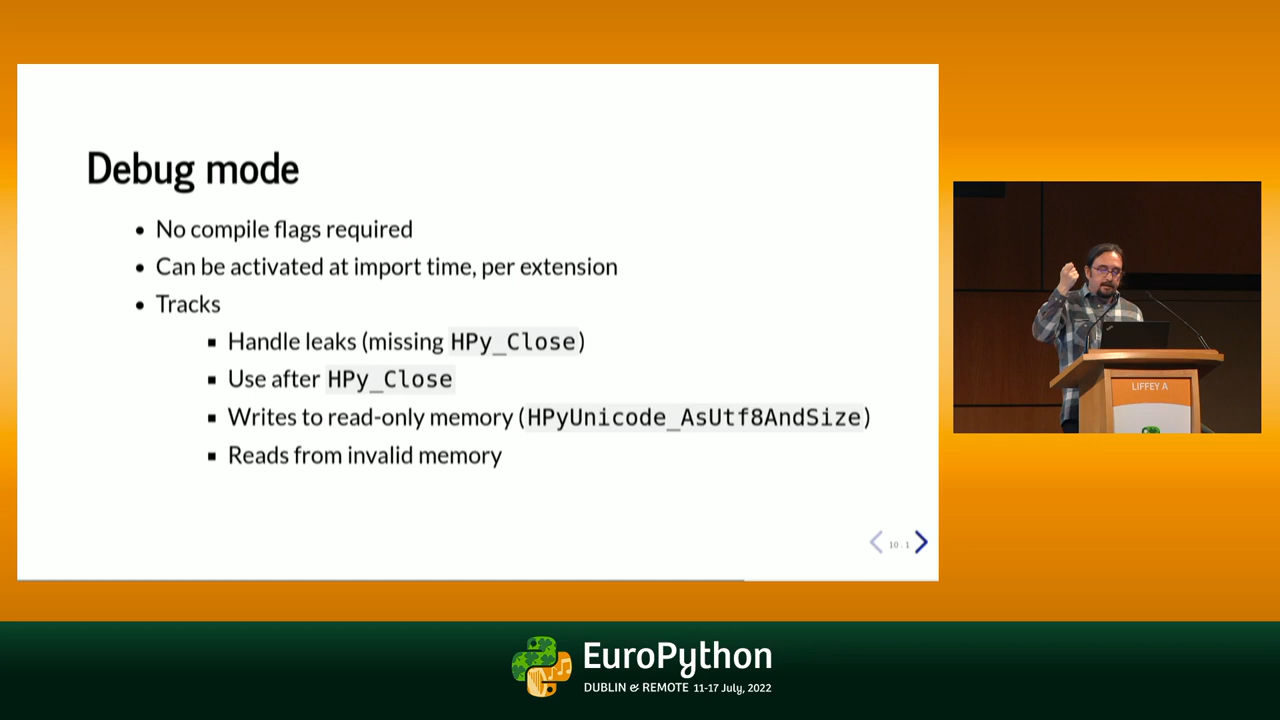 Debug mode
No compile flags required
Can be activated at import time, per extension
Tracks
Handle leaks (missing HPy_Close)
Use after HPy_Close
Writes to read-only memory (HPyUnicode_AsUtf8AndSize)
Reads from invalid memory
10.1
LIFFEY A
EuroPython
DUBLIN & REMOTE 11-17 July, 2022